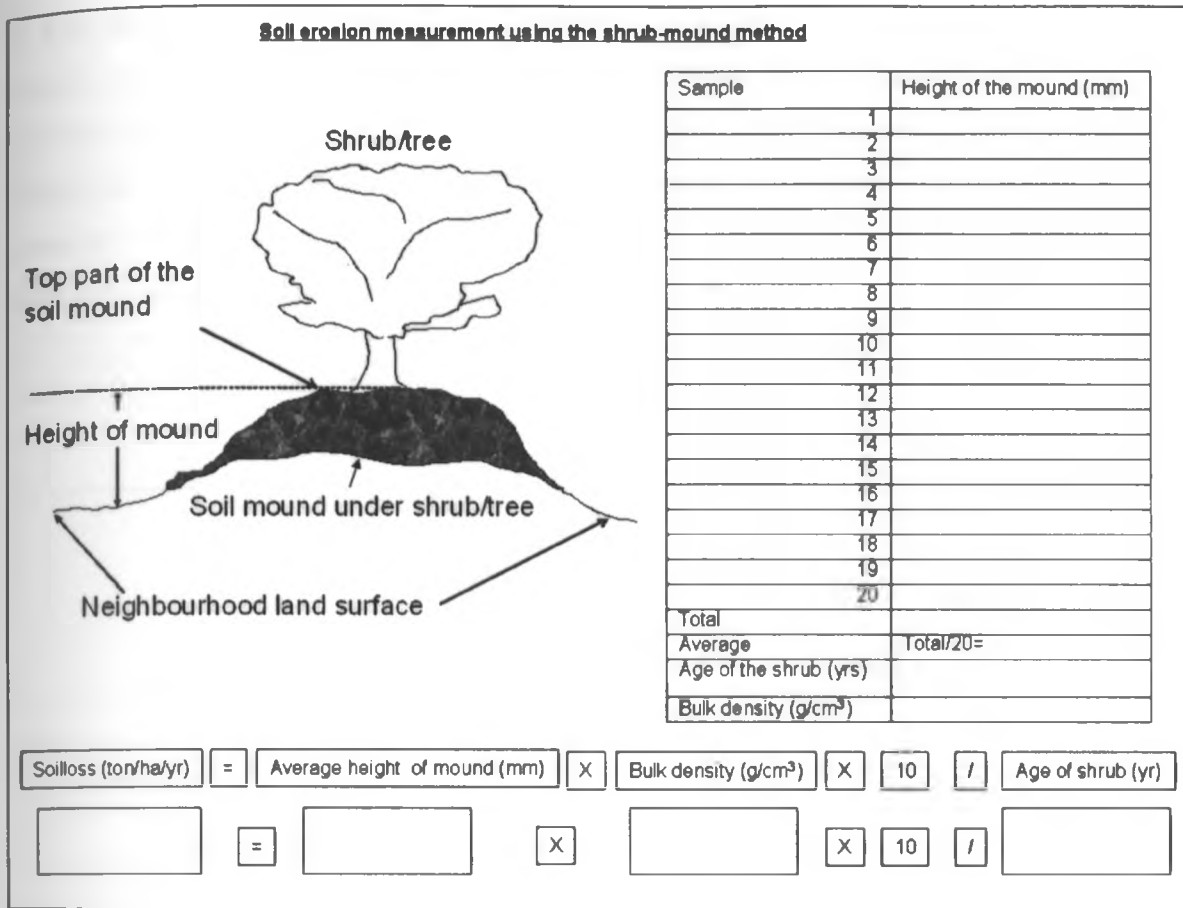 Soil erosion measurement using the shrub-mound method
Shrub/tree
Top part of the
soil mound
Height of mound
Soil mound under shrub/tree
Neighbourhood land surface
Sample Height of the mound (mm)
1
2
3
4
5
6
7
8
9
10
11
12
13
14
15
16
17
18
19
20
Total
Average Total/20=
Age of the shrub (yrs)
Bulk density (g/cm³)
Soilloss (ton/ha/yr) = Average height of mound (mm) X Bulk density (g/cm³) X 10 / Age of shrub (yr)
= X X 10 /